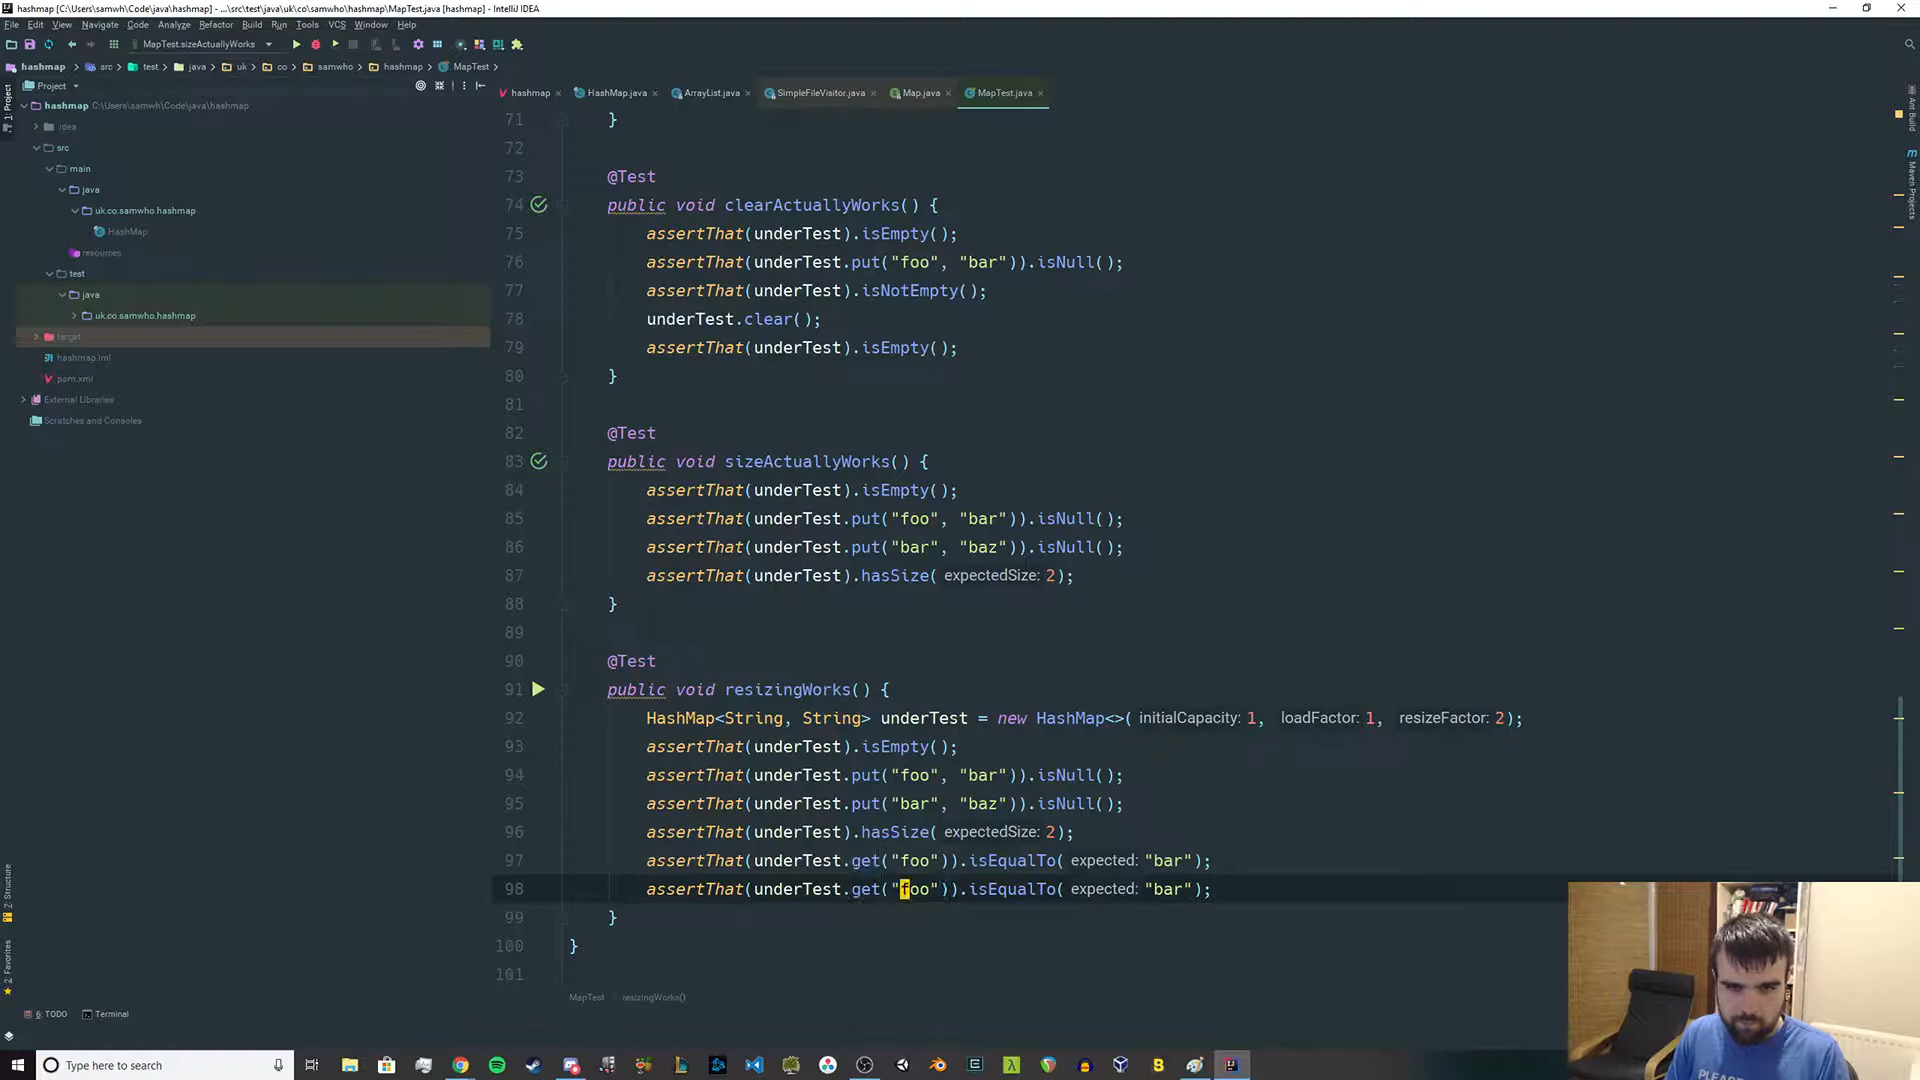 hashmap [C:\Users\samwh\Code\java\hashmap] - ...\src\test\java\uk\co\samwho\hashmap\MapTest.java [hashmap] - IntelliJ IDEA
File Edit View Navigate Code Analyze Refactor Build Run Tools VCS Window Help
MapTest.sizeActuallyWorks
hashmap src test java uk co samwho hashmap MapTest
Project
hashmap HashMap.java ArrayList.java SimpleFileVisitor.java Map.java MapTest.java
hashmap C:\Users\samwh\Code\java\hashmap
.idea
src
main
java
uk.co.samwho.hashmap
HashMap
resources
test
java
uk.co.samwho.hashmap
target
hashmap.iml
pom.xml
External Libraries
Scratches and Consoles
1: Project
Z: Structure
2: Favorites
Ant Build
Maven Projects
71 }
72
73 @Test
74 public void clearActuallyWorks() {
75 assertThat(underTest).isEmpty();
76 assertThat(underTest.put("foo", "bar")).isNull();
77 assertThat(underTest).isNotEmpty();
78 underTest.clear();
79 assertThat(underTest).isEmpty();
80 }
81
82 @Test
83 public void sizeActuallyWorks() {
84 assertThat(underTest).isEmpty();
85 assertThat(underTest.put("foo", "bar")).isNull();
86 assertThat(underTest.put("bar", "baz")).isNull();
87 assertThat(underTest).hasSize( expectedSize: 2);
88 }
89
90 @Test
91 public void resizingWorks() {
92 HashMap<String, String> underTest = new HashMap<>( initialCapacity: 1, loadFactor: 1, resizeFactor: 2);
93 assertThat(underTest).isEmpty();
94 assertThat(underTest.put("foo", "bar")).isNull();
95 assertThat(underTest.put("bar", "baz")).isNull();
96 assertThat(underTest).hasSize( expectedSize: 2);
97 assertThat(underTest.get("foo")).isEqualTo( expected: "bar");
98 assertThat(underTest.get("foo")).isEqualTo( expected: "bar");
99 }
100 }
101
MapTest resizingWorks()
6: TODO Terminal
Type here to search
PLEASE